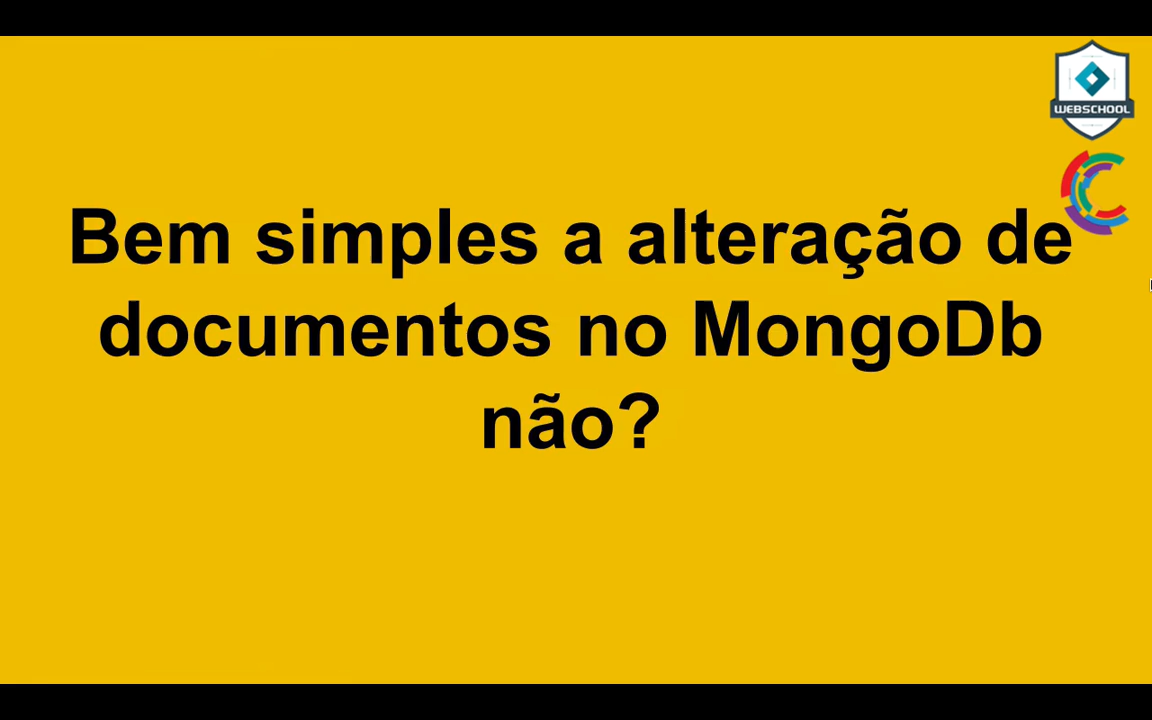 WEBSCHOOL
Bem simples a alteração de
documentos no MongoDb
não?